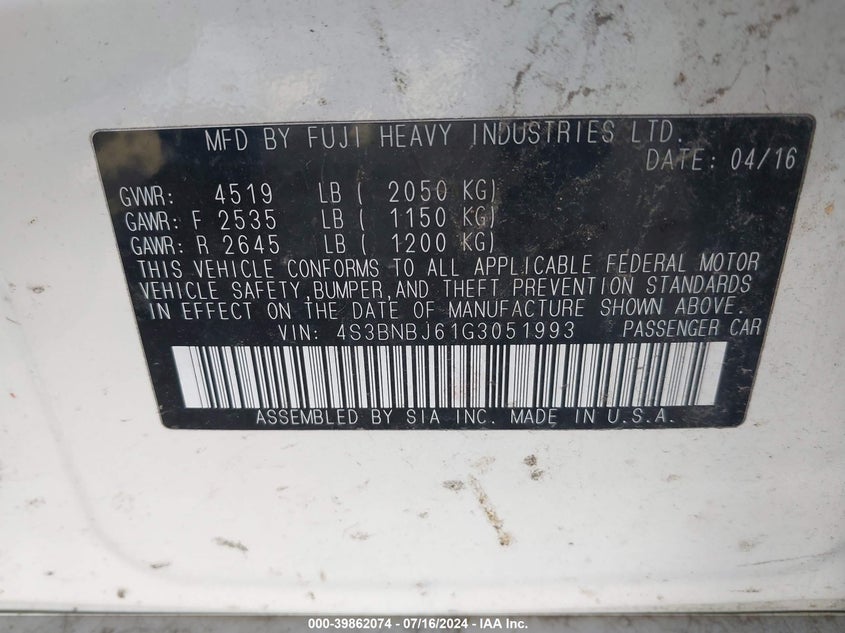 MFD BY FUJI HEAVY INDUSTRIES LTD.
DATE: 04/16
GVWR: 4519 LB ( 2050 KG)
GAWR: F 2535 LB ( 1150 KG)
GAWR: R 2645 LB ( 1200 KG)
THIS VEHICLE CONFORMS TO ALL APPLICABLE FEDERAL MOTOR
VEHICLE SAFETY,BUMPER,AND THEFT PREVENTION STANDARDS
IN EFFECT ON THE DATE OF MANUFACTURE SHOWN ABOVE.
VIN: 4S3BNBJ61G3051993 PASSENGER CAR
ASSEMBLED BY SIA INC. MADE IN U.S.A.
000-39862074 - 07/16/2024 - IAA Inc.